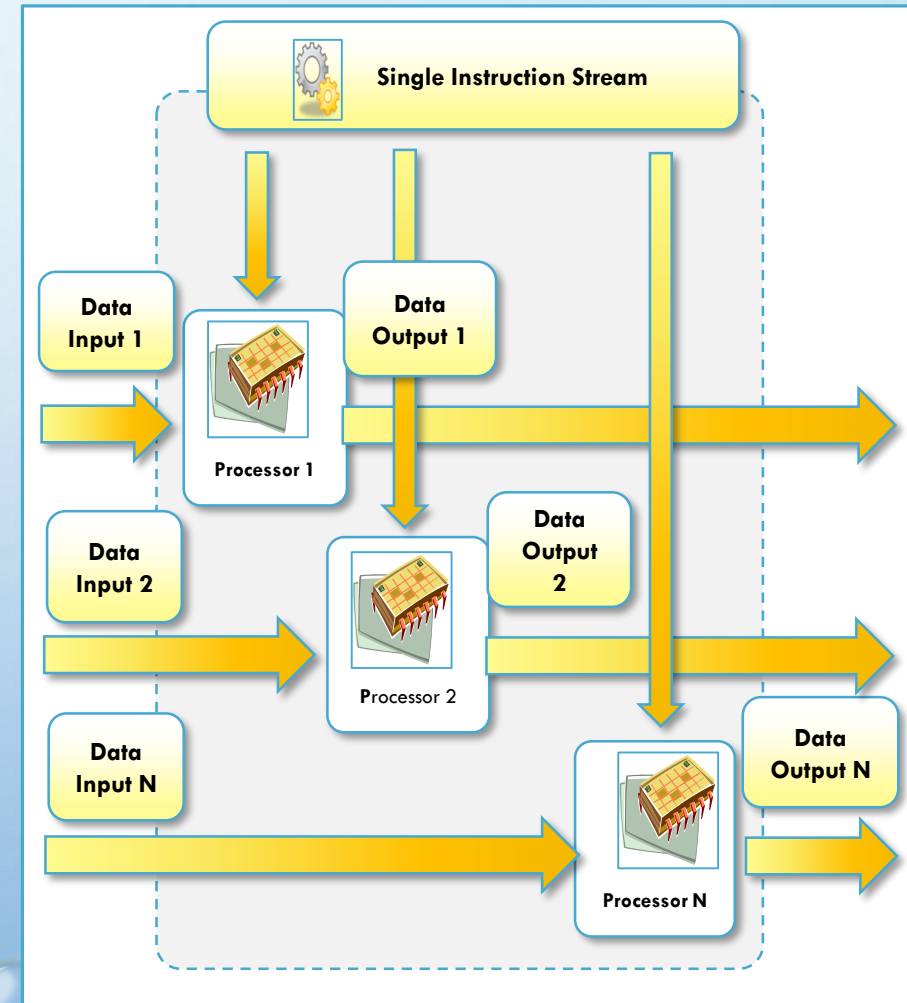 Single Instruction Stream
Data
Input 1
Data
Output 1
Processor 1
Data
Input 2
Data
Output
2
Processor 2
Data
Input N
Data
Output N
Processor N